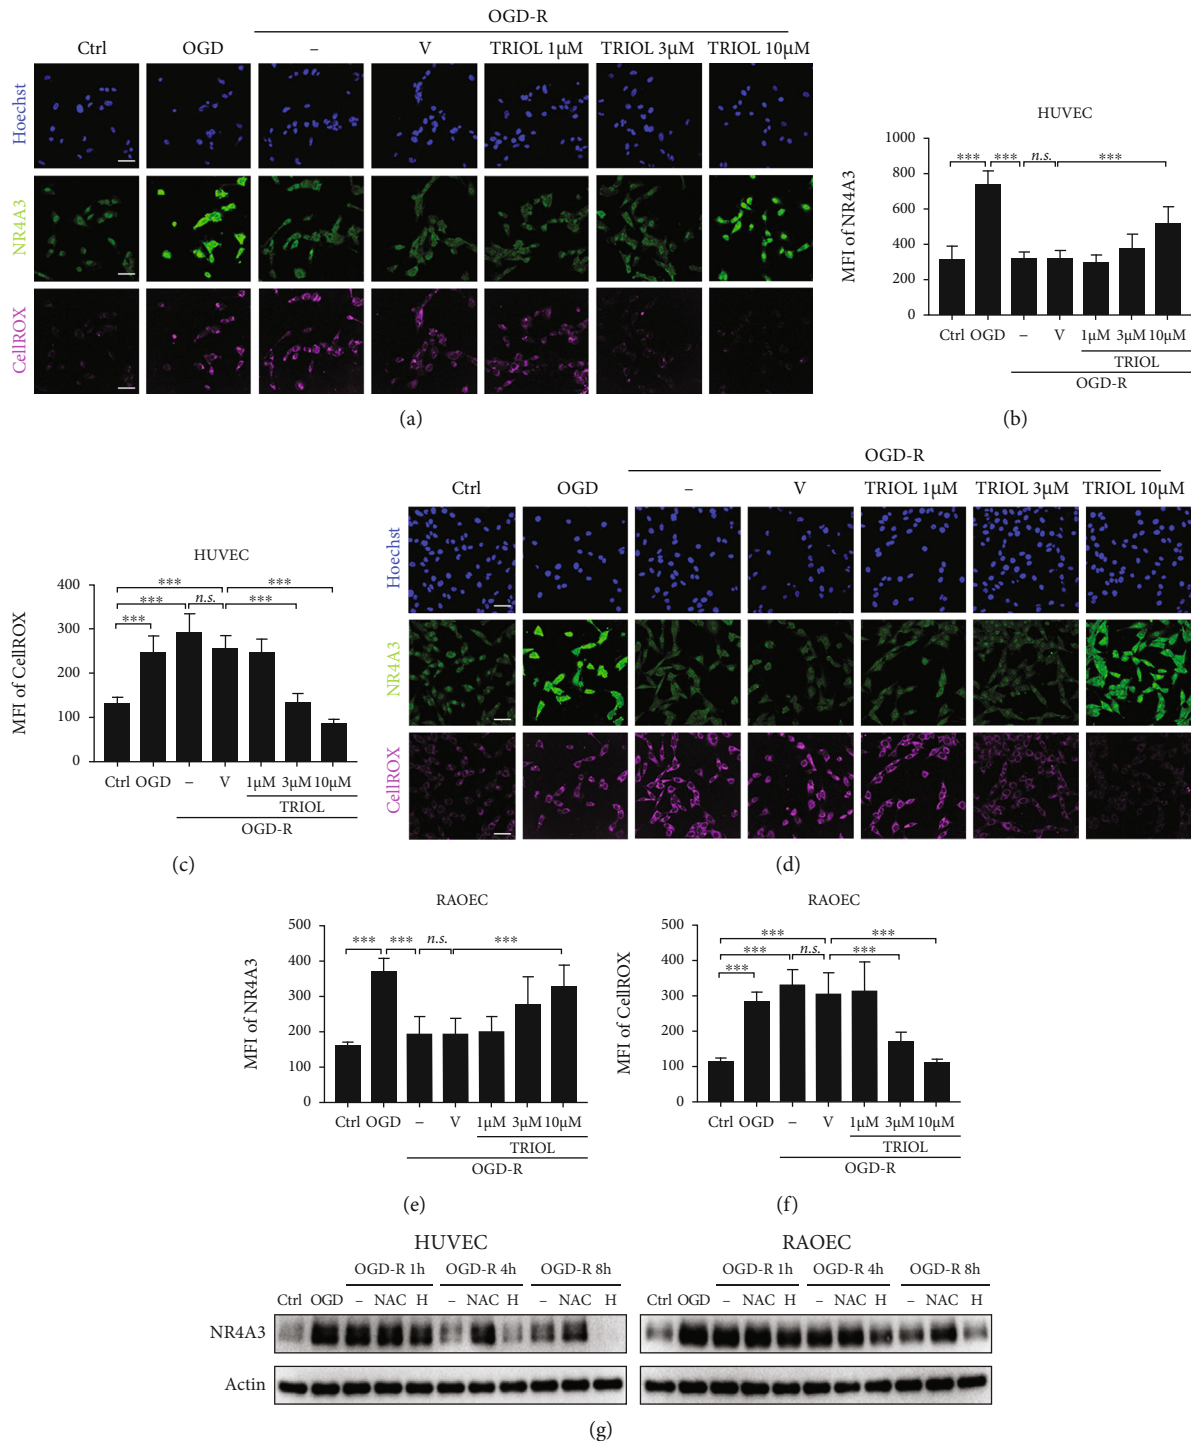 OGD-R
Ctrl OGD – V TRIOL 1μM TRIOL 3μM TRIOL 10μM
Hoechst
NR4A3
CellROX
(a)
HUVEC
MFI of NR4A3
1000
800
600
400
200
0
*** *** n.s. ***
Ctrl OGD – V 1μM 3μM 10μM
TRIOL
OGD-R
(b)
HUVEC
MFI of CellROX
400
300
200
100
0
*** ***
*** n.s. ***
***
Ctrl OGD – V 1μM 3μM 10μM
TRIOL
OGD-R
(c)
OGD-R
Ctrl OGD – V TRIOL 1μM TRIOL 3μM TRIOL 10μM
Hoechst
NR4A3
CellROX
(d)
RAOEC
MFI of NR4A3
500
400
300
200
100
0
*** *** n.s. ***
Ctrl OGD – V 1μM 3μM 10μM
TRIOL
OGD-R
(e)
RAOEC
MFI of CellROX
500
400
300
200
100
0
*** ***
*** n.s. ***
***
Ctrl OGD – V 1μM 3μM 10μM
TRIOL
OGD-R
(f)
HUVEC RAOEC
OGD-R 1h OGD-R 4h OGD-R 8h OGD-R 1h OGD-R 4h OGD-R 8h
Ctrl OGD – NAC H – NAC H – NAC H Ctrl OGD – NAC H – NAC H – NAC H
NR4A3
Actin
(g)